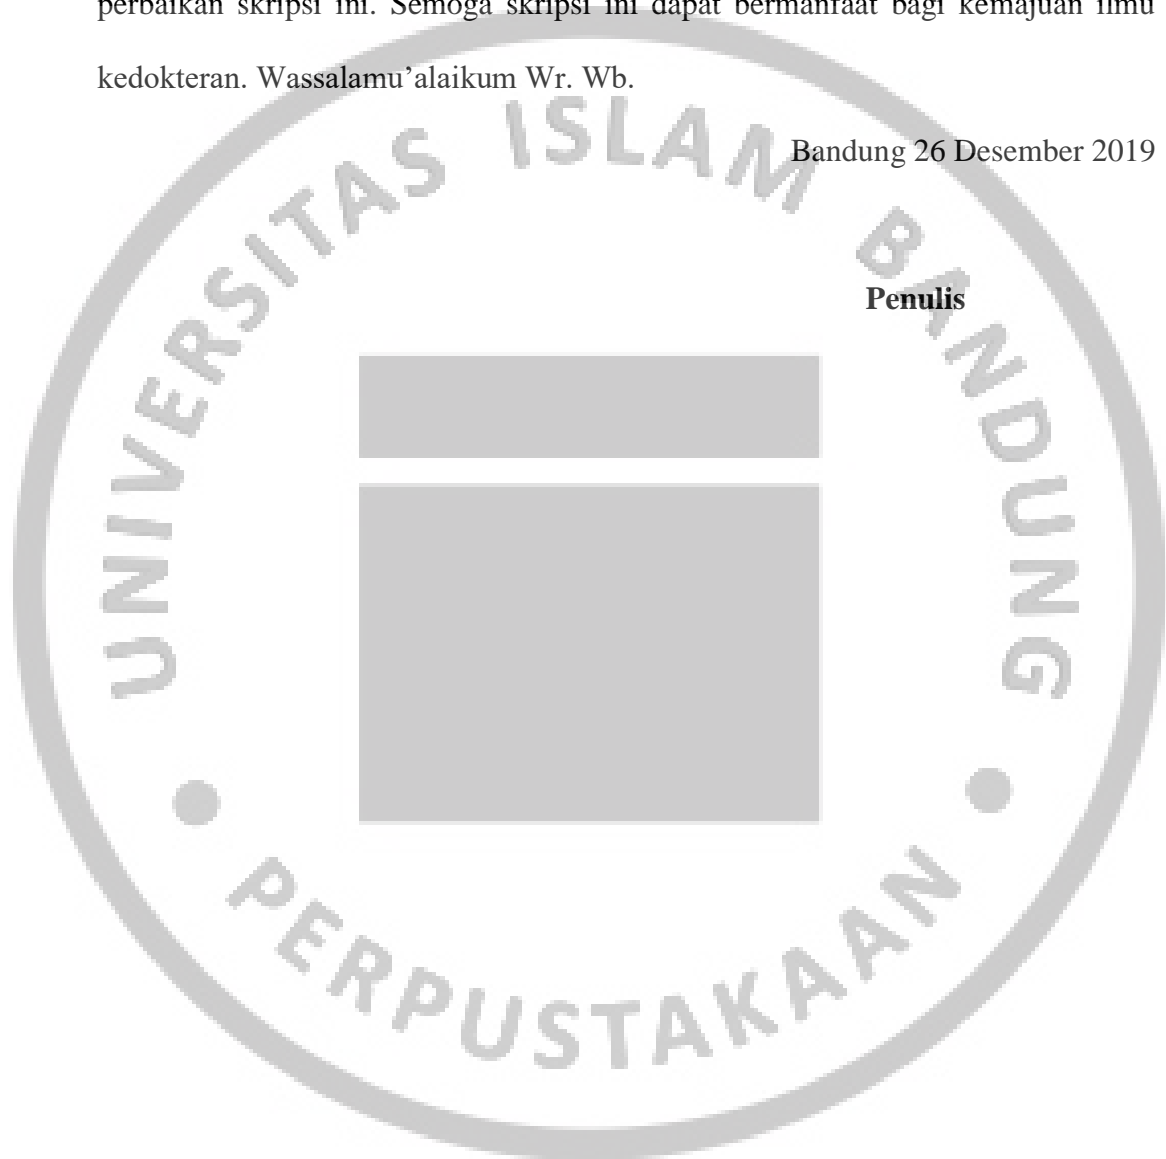 perbaikan skripsi ini. Semoga skripsi ini dapat bermanfaat bagi kemajuan ilmu
kedokteran. Wassalamu’alaikum Wr. Wb.
Bandung 26 Desember 2019
Penulis
UNIVERSITAS ISLAM BANDUNG
• PERPUSTAKAAN •